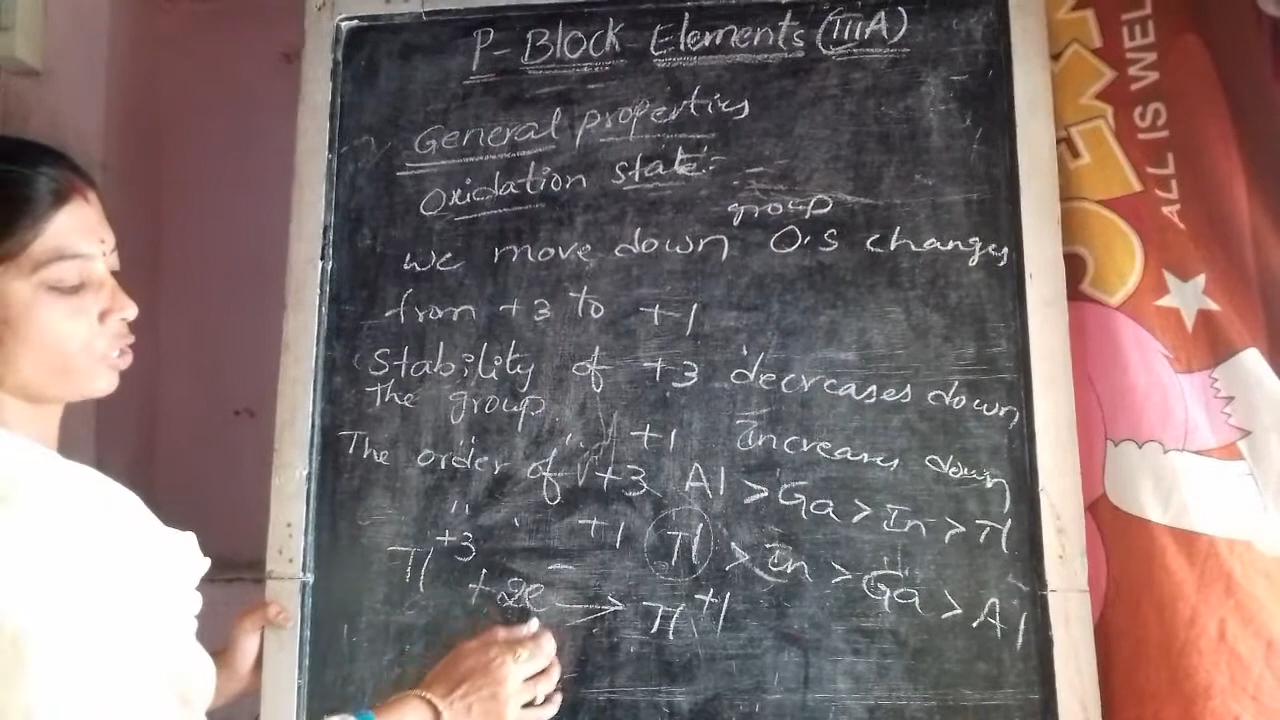 P-Block Elements (IIIA)
General properties
Oxidation state:-
group
we move down O.S changes
from +3 to +1
Stability of +3 decreases down
The group.
" " +1 Increases down
The order of +3 Al > Ga > In > Tl
" " +1 Tl > In > Ga > Al
Tl+3 +2e- → Tl+1
ALL IS WEL